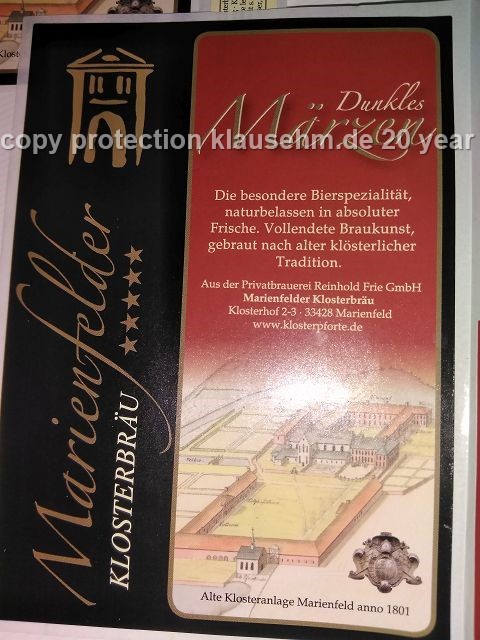 Marienfelder
KLOSTERBRÄU
Dunkles
Märzen
copy protection klausehm.de 20 year
Die besondere Bierspezialität,
naturbelassen in absoluter
Frische. Vollendete Braukunst,
gebraut nach alter klösterlicher
Tradition.
Aus der Privatbrauerei Reinhold Frie GmbH
Marienfelder Klosterbräu
Klosterhof 2-3 · 33428 Marienfeld
www.klosterpforte.de
Alte Klosteranlage Marienfeld anno 1801